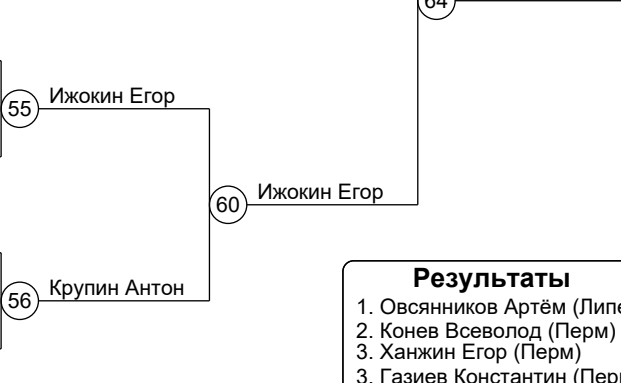 64
Ижокин Егор
55
Ижокин Егор
60
Крупин Антон
56
Результаты
1. Овсянников Артём
2. Конев Всеволод (Перм)
3. Ханжин Егор (Перм)
3. Газиев Константин